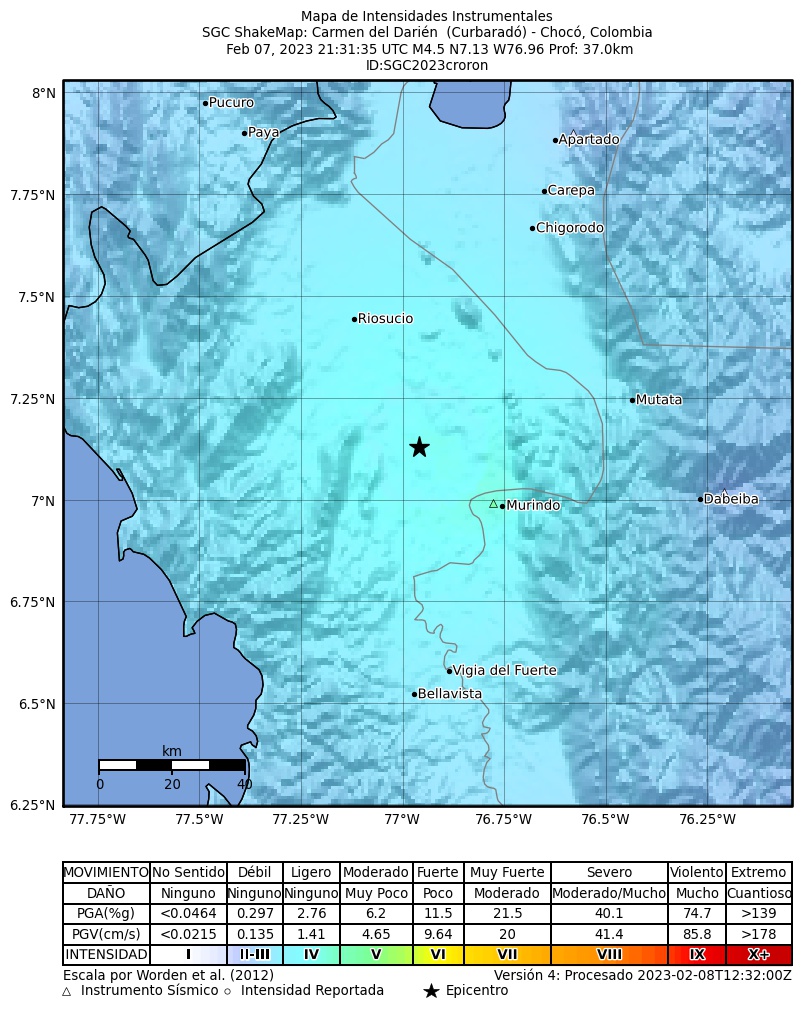 Mapa de Intensidades Instrumentales
SGC ShakeMap: Carmen del Darién  (Curbaradó) - Chocó, Colombia
Feb 07, 2023 21:31:35 UTC M4.5 N7.13 W76.96 Prof: 37.0km
ID:SGC2023croron
8°N
Pucuro
Paya
Apartado
7.75°N
Carepa
Chigorodo
7.5°N
Riosucio
7.25°N
Mutata
7°N
Murindo
Dabeiba
6.75°N
Vigia del Fuerte
Bellavista
6.5°N
km
0 20 40
6.25°N
77.75°W 77.5°W 77.25°W 77°W 76.75°W 76.5°W 76.25°W
MOVIMIENTO No Sentido Débil Ligero Moderado Fuerte Muy Fuerte Severo Violento Extremo
DAÑO Ninguno Ninguno Ninguno Muy Poco Poco Moderado Moderado/Mucho Mucho Cuantioso
PGA(%g) <0.0464 0.297 2.76 6.2 11.5 21.5 40.1 74.7 >139
PGV(cm/s) <0.0215 0.135 1.41 4.65 9.64 20 41.4 85.8 >178
INTENSIDAD I II-III IV V VI VII VIII IX X+
Escala por Worden et al. (2012) Versión 4: Procesado 2023-02-08T12:32:00Z
△ Instrumento Sísmico ○ Intensidad Reportada ★ Epicentro